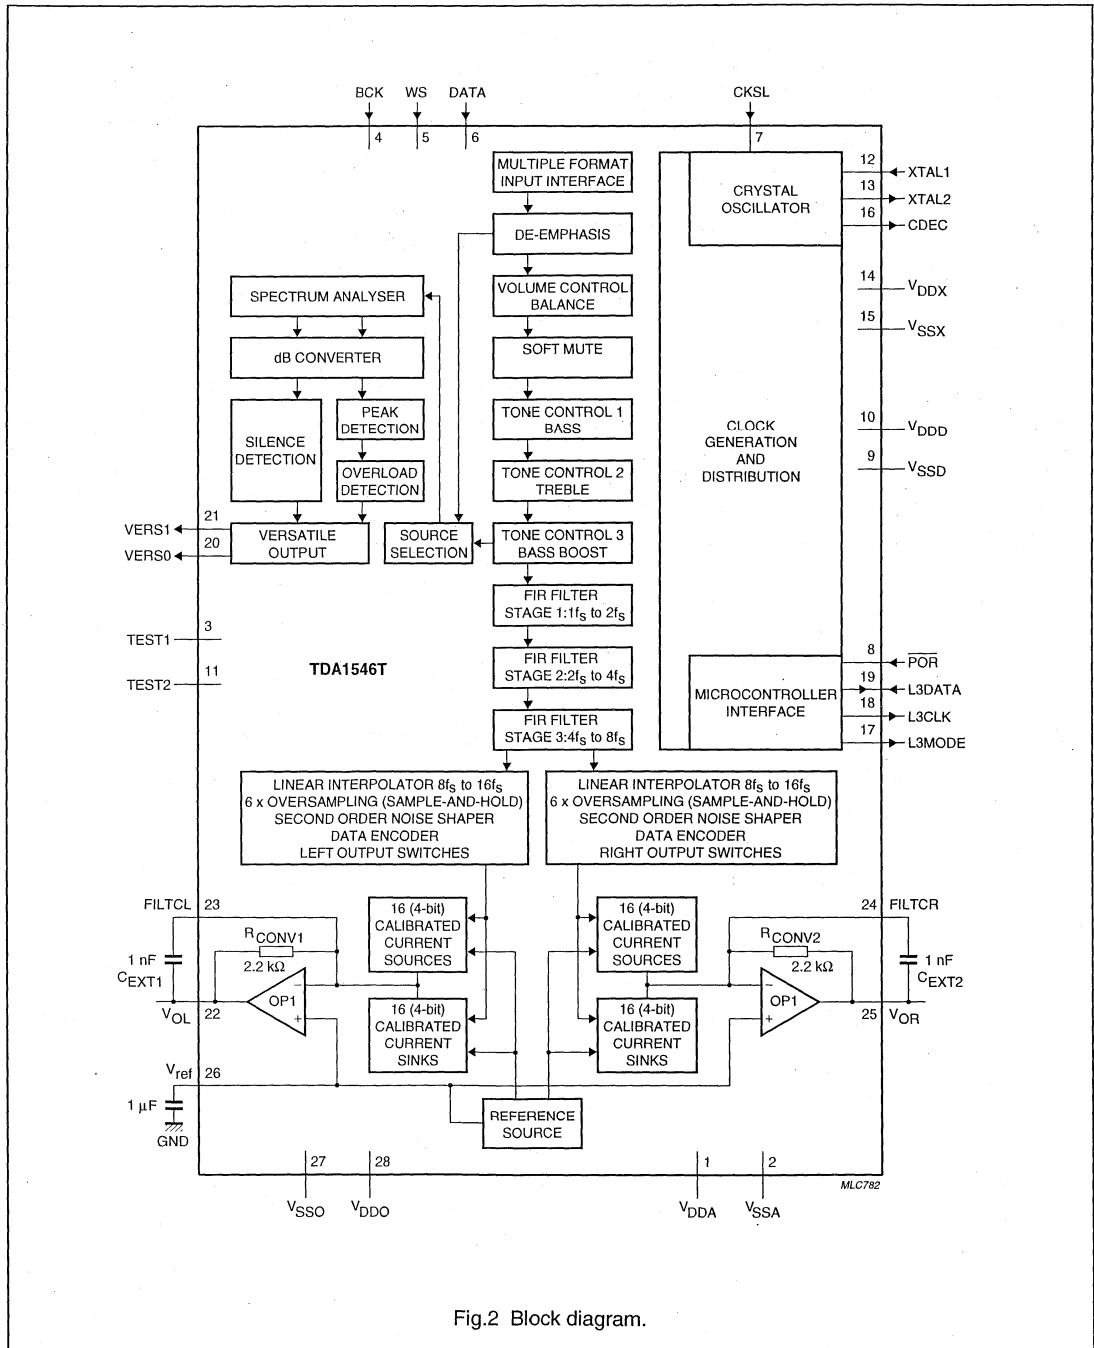 BCK WS DATA CKSL
4 5 6 7
MULTIPLE FORMAT
INPUT INTERFACE
DE-EMPHASIS
VOLUME CONTROL
BALANCE
SOFT MUTE
TONE CONTROL 1
BASS
TONE CONTROL 2
TREBLE
TONE CONTROL 3
BASS BOOST
FIR FILTER
STAGE 1:1fS to 2fS
FIR FILTER
STAGE 2:2fS to 4fS
FIR FILTER
STAGE 3:4fS to 8fS
SPECTRUM ANALYSER
dB CONVERTER
SILENCE
DETECTION
PEAK
DETECTION
OVERLOAD
DETECTION
VERSATILE
OUTPUT
SOURCE
SELECTION
VERS1 21
VERS0 20
TEST1 3
TEST2 11
TDA1546T
CRYSTAL
OSCILLATOR
CLOCK
GENERATION
AND
DISTRIBUTION
MICROCONTROLLER
INTERFACE
12 XTAL1
13 XTAL2
16 CDEC
14 VDDX
15 VSSX
10 VDDD
9 VSSD
8 P̅O̅R̅
19 L3DATA
18 L3CLK
17 L3MODE
LINEAR INTERPOLATOR 8fS to 16fS
6 x OVERSAMPLING (SAMPLE-AND-HOLD)
SECOND ORDER NOISE SHAPER
DATA ENCODER
LEFT OUTPUT SWITCHES
LINEAR INTERPOLATOR 8fS to 16fS
6 x OVERSAMPLING (SAMPLE-AND-HOLD)
SECOND ORDER NOISE SHAPER
DATA ENCODER
RIGHT OUTPUT SWITCHES
FILTCL 23
RCONV1
2.2 kΩ
1 nF
CEXT1
OP1
− 
+
VOL 22
16 (4-bit)
CALIBRATED
CURRENT
SOURCES
16 (4-bit)
CALIBRATED
CURRENT
SINKS
16 (4-bit)
CALIBRATED
CURRENT
SOURCES
16 (4-bit)
CALIBRATED
CURRENT
SINKS
24 FILTCR
RCONV2
2.2 kΩ
1 nF
CEXT2
−
+
OP1
25 VOR
Vref 26
1 μF
GND
REFERENCE
SOURCE
27 28 1 2
VSSO VDDO VDDA VSSA
MLC782
Fig.2 Block diagram.